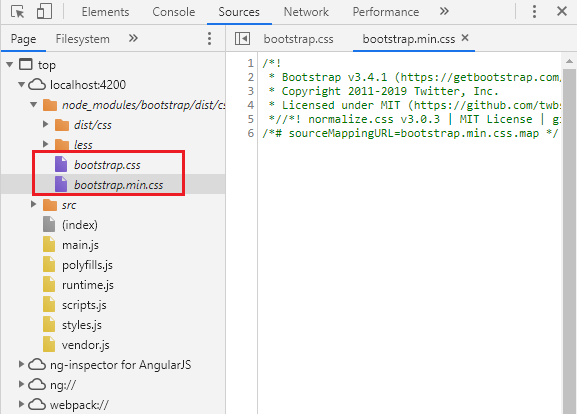 Elements Console Sources Network Performance »
Page Filesystem »
bootstrap.css bootstrap.min.css ×
top
localhost:4200
node_modules/bootstrap/dist/cs
dist/css
less
bootstrap.css
bootstrap.min.css
src
(index)
main.js
polyfills.js
runtime.js
scripts.js
styles.js
vendor.js
ng-inspector for AngularJS
ng://
webpack://
1 /*!
2 * Bootstrap v3.4.1 (https://getbootstrap.com/
3 * Copyright 2011-2019 Twitter, Inc.
4 * Licensed under MIT (https://github.com/twbs
5 *//*! normalize.css v3.0.3 | MIT License | gi
6 /*# sourceMappingURL=bootstrap.min.css.map */